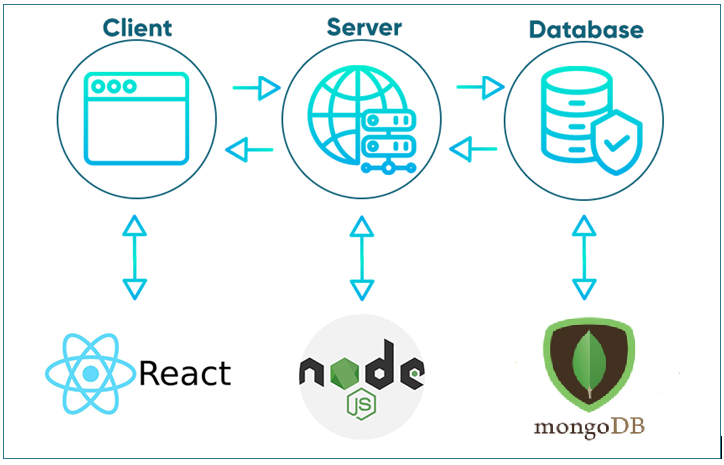 Client
Server
Database
React
node
JS
mongoDB